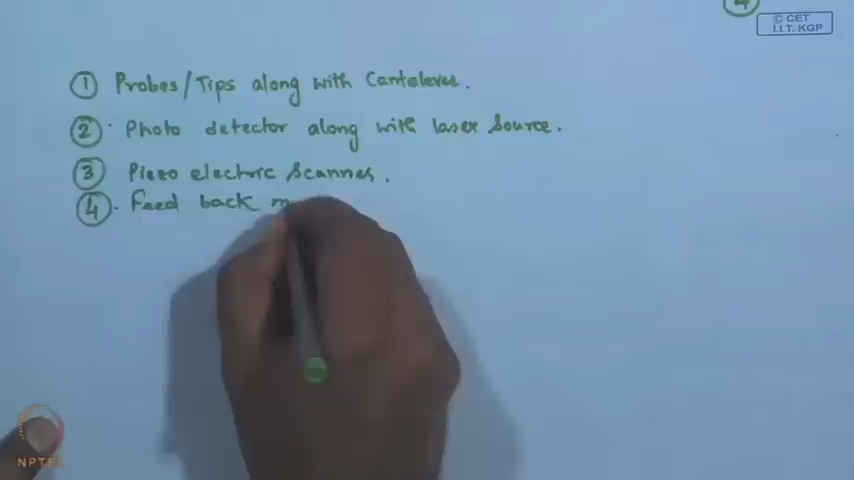 4
© CET
I.I.T. KGP
① Probes/Tips along with Cantelever.
② Photo detector along with laser Source.
③ Piezo electric Scanner.
④ Feed back m
NPTEL